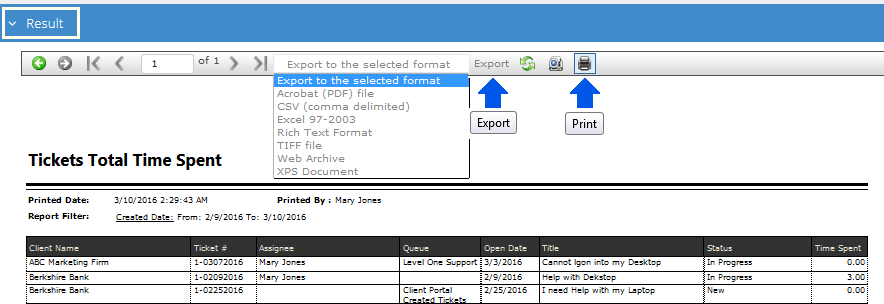 Result
1 of 1 Export to the selected format Export
Export to the selected format
Acrobat (PDF) file
CSV (comma delimited)
Excel 97-2003
Rich Text Format
TIFF file
Web Archive
XPS Document
Export
Print
Tickets Total Time Spent
Printed Date: 3/10/2016 2:29:43 AM Printed By : Mary Jones
Report Filter: Created Date: From: 2/9/2016 To: 3/10/2016
Client Name Ticket # Assignee Queue Open Date Title Status Time Spent
ABC Marketing Firm 1-03072016 Mary Jones Level One Support 3/3/2016 Cannot lgon into my Desktop In Progress 0.00
Berkshire Bank 1-02092016 Mary Jones 2/9/2016 Help with Dekstop In Progress 3.00
Berkshire Bank 1-02252016 Client Portal 2/25/2016 I need Help with my Laptop New 0.00
Created Tickets